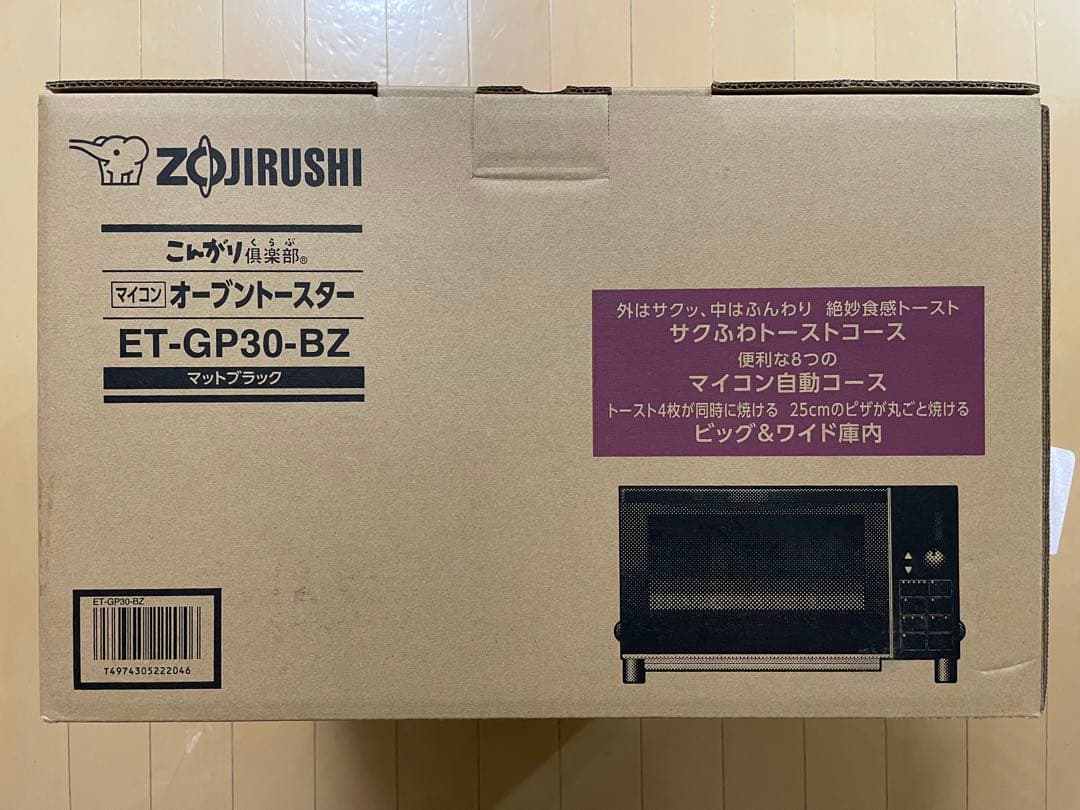 ZOJIRUSHI
くらぶ
こんがり倶楽部®
マイコン オーブントースター
ET-GP30-BZ
マットブラック
外はサクッ、中はふんわり 絶妙食感トースト
サクふわトーストコース
便利な8つの
マイコン自動コース
トースト4枚が同時に焼ける 25cmのピザが丸ごと焼ける
ビッグ&ワイド庫内
ET-GP30-BZ
T4974305222046